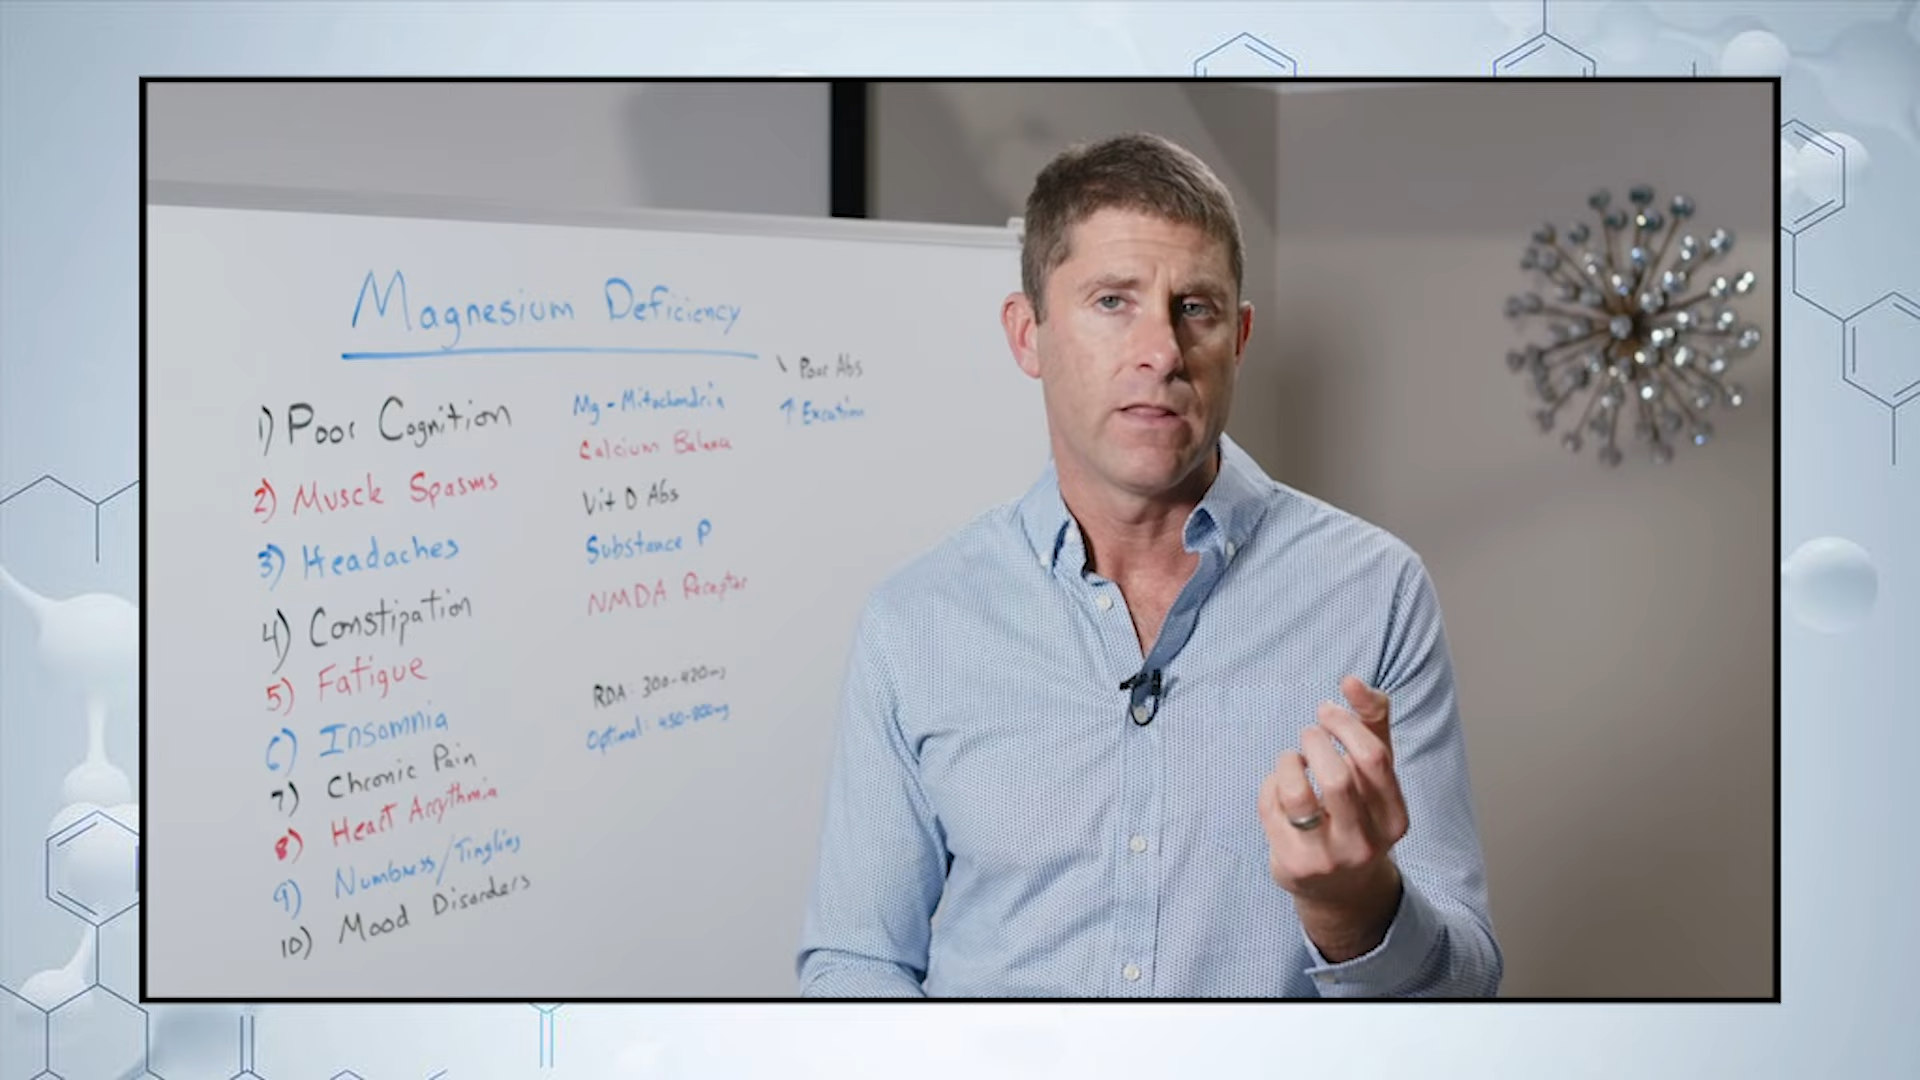 Magnesium Deficiency
1) Poor Cognition
2) Muscle Spasms
3) Headaches
4) Constipation
5) Fatigue
6) Insomnia
7) Chronic Pain
8) Heart Arrythmia
9) Numbness/Tingling
10) Mood Disorders
Mg - Mitochondria
Calcium Balance
Vit D Abs
Substance P
NMDA Receptor
RDA: 300-420mg
Optimal: 450-800mg
Poor Abs
↑